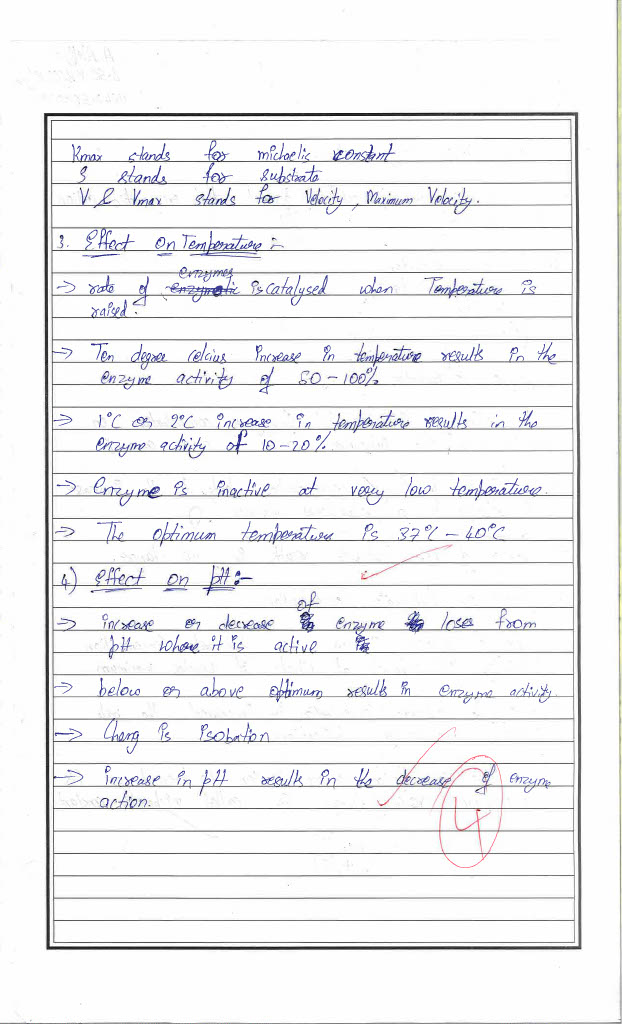 Kmax stands for michaelis constant
S stands for substrate
V & Vmax stands for Velocity, Maximum Velocity.
3. Effect on Temperature :-
enzymes
→ rate of enzymatic is catalysed when Temperature is
raised.
→ Ten degree celcius increase in temperature results in the
enzyme activity of 50-100%
→ 1°C or 2°C increase in temperature results in the
enzyme activity of 10-20%.
→ Enzyme is inactive at very low temperature.
→ The optimum temperature is 37°C - 40°C
4) Effect on pH :-
of
→ increase or decrease enzyme loses from
pH where it is active
→ below or above optimum results in enzyme activity
→ Chang is isobation
→ increase in pH results in the decrease of enzyme
action.
4